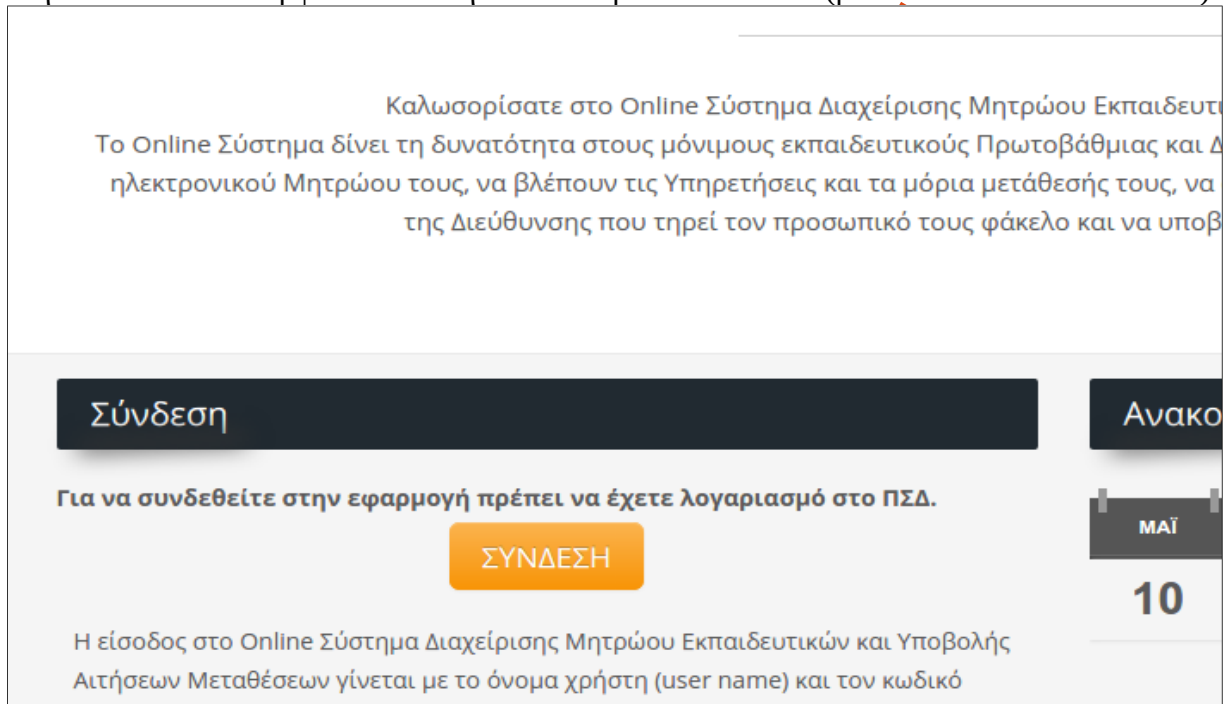 Καλωσορίσατε στο Online Σύστημα Διαχείρισης Μητρώου
Το Online Σύστημα δίνει τη δυνατότητα στους μόνιμους εκπαιδευτικούς Πρωτοβάθμιας και Δ
ηλεκτρονικού Μητρώου τους, να βλέπουν τις Υπηρετήσεις και τα μόρια μετάθεσής τους, να
της Διεύθυνσης που τηρεί τον προσωπικό τους φάκελο και να υποβ
Σύνδεση
Για να συνδεθείτε στην εφαρμογή πρέπει να έχετε λογαριασμό στο ΠΣΔ.
ΣΥΝΔΕΣΗ
Η είσοδος στο Online Σύστημα Διαχείρισης Μητρώου Εκπαιδευτικών και Υποβολής
Αιτήσεων Μεταθέσεων γίνεται με το όνομα χρήστη (user name) και τον κωδικό
Ανακο
ΜΑΪ
10